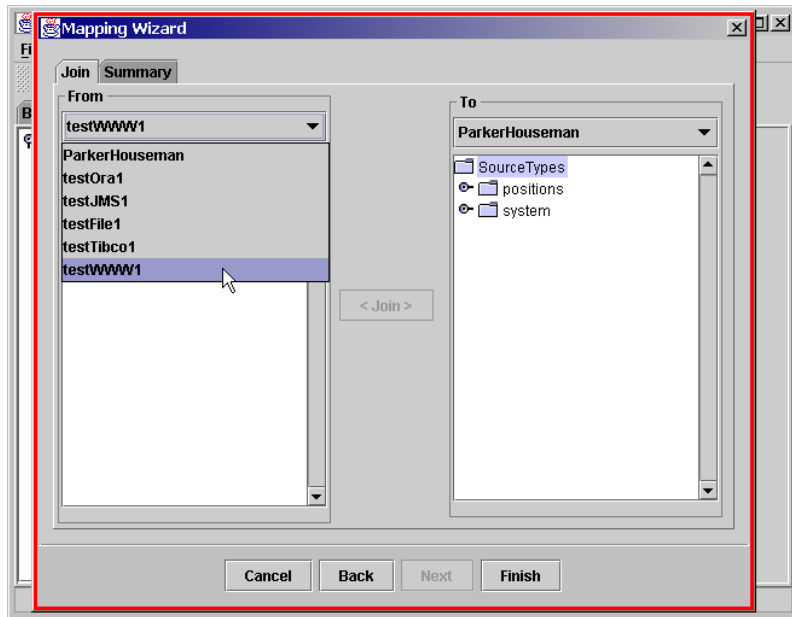 Mapping Wizard
Fi
B
Join Summary
From
testWWW1
ParkerHouseman
testOra1
testJMS1
testFile1
testTibco1
testWWW1
< Join >
To
ParkerHouseman
SourceTypes
positions
system
Cancel Back Next Finish